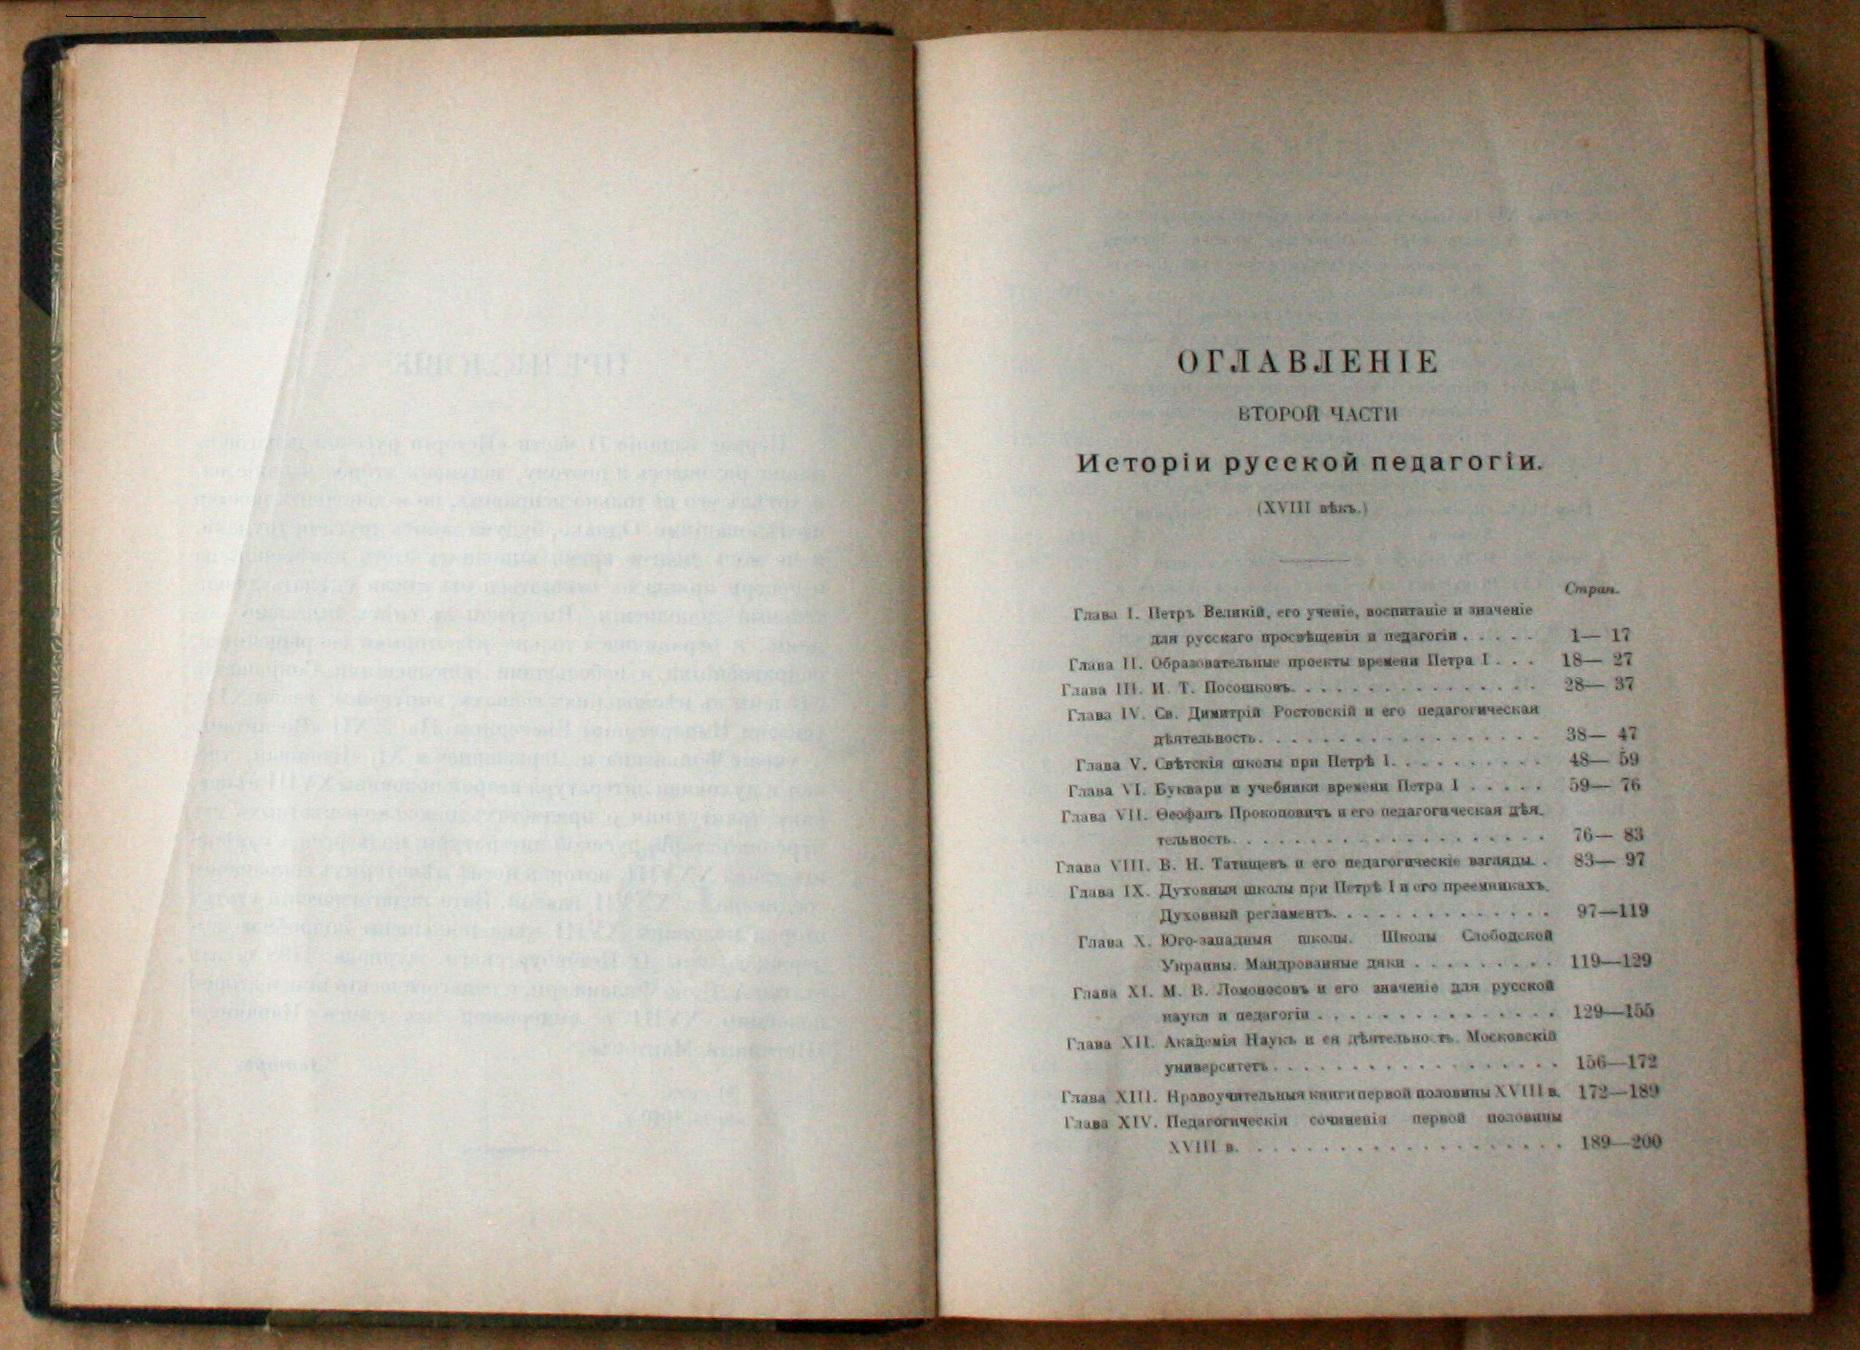 ОГЛАВЛЕНІЕ
ВТОРОЙ ЧАСТИ
Исторіи русской педагогіи.
(XVIII вѣкъ.)
Стран.
Глава I. Петръ Великій, его ученіе, воспитаніе и значеніе
для русскаго просвѣщенія и педагогіи . . . . . 1— 17
Глава II. Образовательные проекты времени Петра I . . . 18— 27
Глава III. И. Т. Посошковъ. . . . . . . . . . . . . . . . 28— 37
Глава IV. Св. Димитрій Ростовскій и его педагогическая
дѣятельность. . . . . . . . . . . . . . . . . . 38— 47
Глава V. Свѣтскія школы при Петрѣ I. . . . . . . . . . 48— 59
Глава VI. Буквари и учебники времени Петра I . . . . . 59— 76
Глава VII. Ѳеофанъ Прокоповичъ и его педагогическая дѣя-
тельность. . . . . . . . . . . . . . . . . . . . 76— 83
Глава VIII. В. Н. Татищевъ и его педагогическіе взгляды. . 83— 97
Глава IX. Духовныя школы при Петрѣ I и его преемникахъ.
Духовный регламентъ. . . . . . . . . . . . . . 97—119
Глава X. Юго-западныя школы. Школы Слободской
Украины. Мандрованные дяки . . . . . . . . . 119—129
Глава XI. М. В. Ломоносовъ и его значеніе для русской
науки и педагогіи . . . . . . . . . . . . . . . 129—155
Глава XII. Академія Наукъ и ея дѣятельность. Московскій
университетъ. . . . . . . . . . . . . . . . . . 156—172
Глава XIII. Нравоучительныя книги первой половины XVIII в. 172—189
Глава XIV. Педагогическія сочиненія первой половины
XVIII в. . . . . . . . . . . . . . . . . . . . 189—200